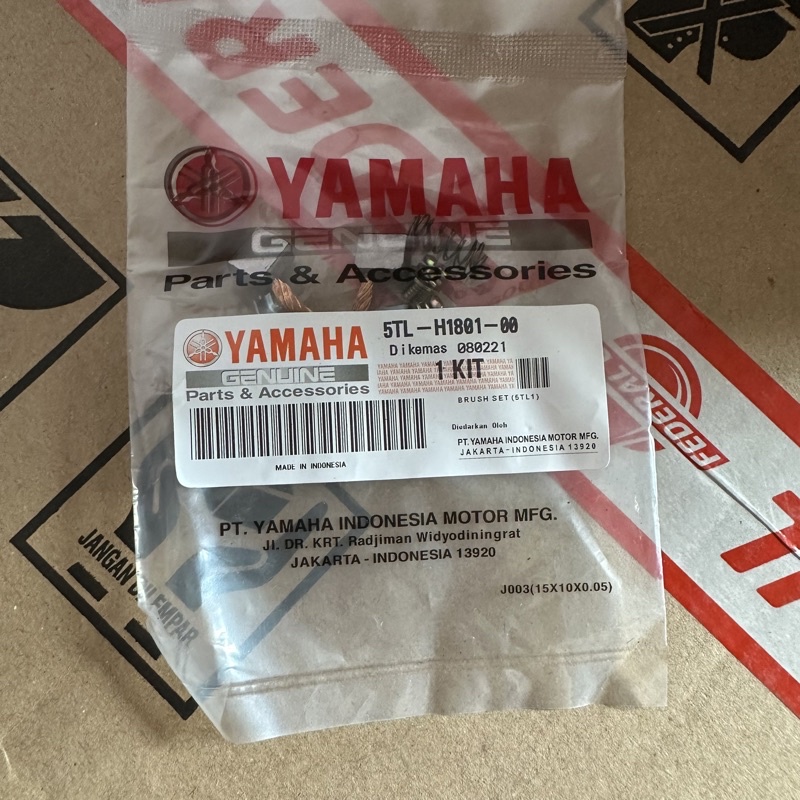 YAMAHA
GENUINE
Parts & Accessories
YAMAHA
GENUINE
Parts & Accessories
5TL-H1801-00
Dikemas 080221
1 KIT
BRUSH SET (5TL1)
Diedarkan Oleh
PT. YAMAHA INDONESIA MOTOR MFG.
JAKARTA - INDONESIA 13920
MADE IN INDONESIA
PT. YAMAHA INDONESIA MOTOR MFG.
Jl. DR. KRT. Radjiman Widyodiningrat
JAKARTA - INDONESIA 13920
J003(15X10X0.05)
FEDERAL
JANGAN DILEMPAR